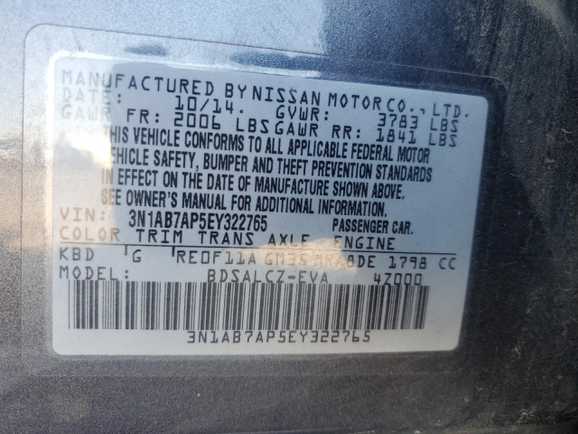 MANUFACTURED BY NISSAN MOTOR CO., LTD.
DATE: 10/14. GVWR: 3783 LBS
GAWR FR: 2006 LBS GAWR RR: 1841 LBS
THIS VEHICLE CONFORMS TO ALL APPLICABLE FEDERAL MOTOR
VEHICLE SAFETY, BUMPER AND THEFT PREVENTION STANDARDS
IN EFFECT ON THE DATE OF MANUFACTURE SHOWN ABOVE.
SEE OWNER'S MANUAL FOR ADDITIONAL INFORMATION.
VIN: 3N1AB7AP5EY322765 PASSENGER CAR.
COLOR TRIM TRANS AXLE ENGINE
KBD G RE0F11A GM35 MRA8DE 1798 CC
MODEL: BDSALCZ-EVA 4Z000
3N1AB7AP5EY322765